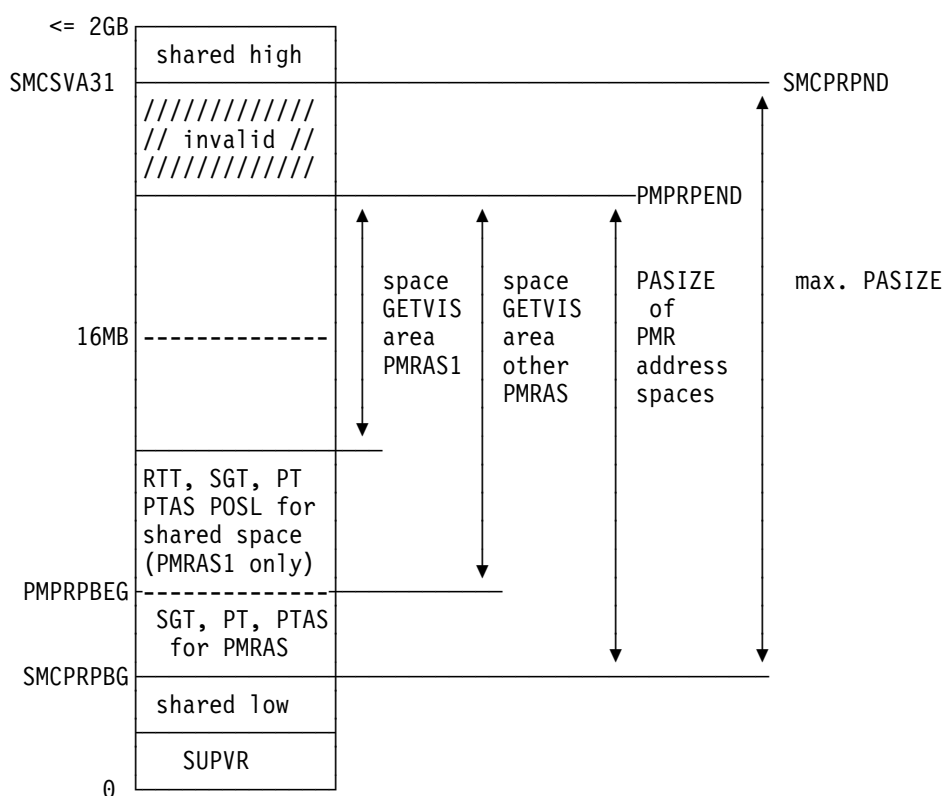 <= 2GB
shared high
SMCSVA31
SMCPRPND
/////////////
// invalid //
/////////////
PMPRPEND
space
GETVIS
area
PMRAS1
space
GETVIS
area
other
PMRAS
PASIZE
of
PMR
address
spaces
max. PASIZE
16MB
RTT, SGT, PT
PTAS POSL for
shared space
(PMRAS1 only)
PMPRPBEG
SGT, PT, PTAS
for PMRAS
SMCPRPBG
shared low
SUPVR
0